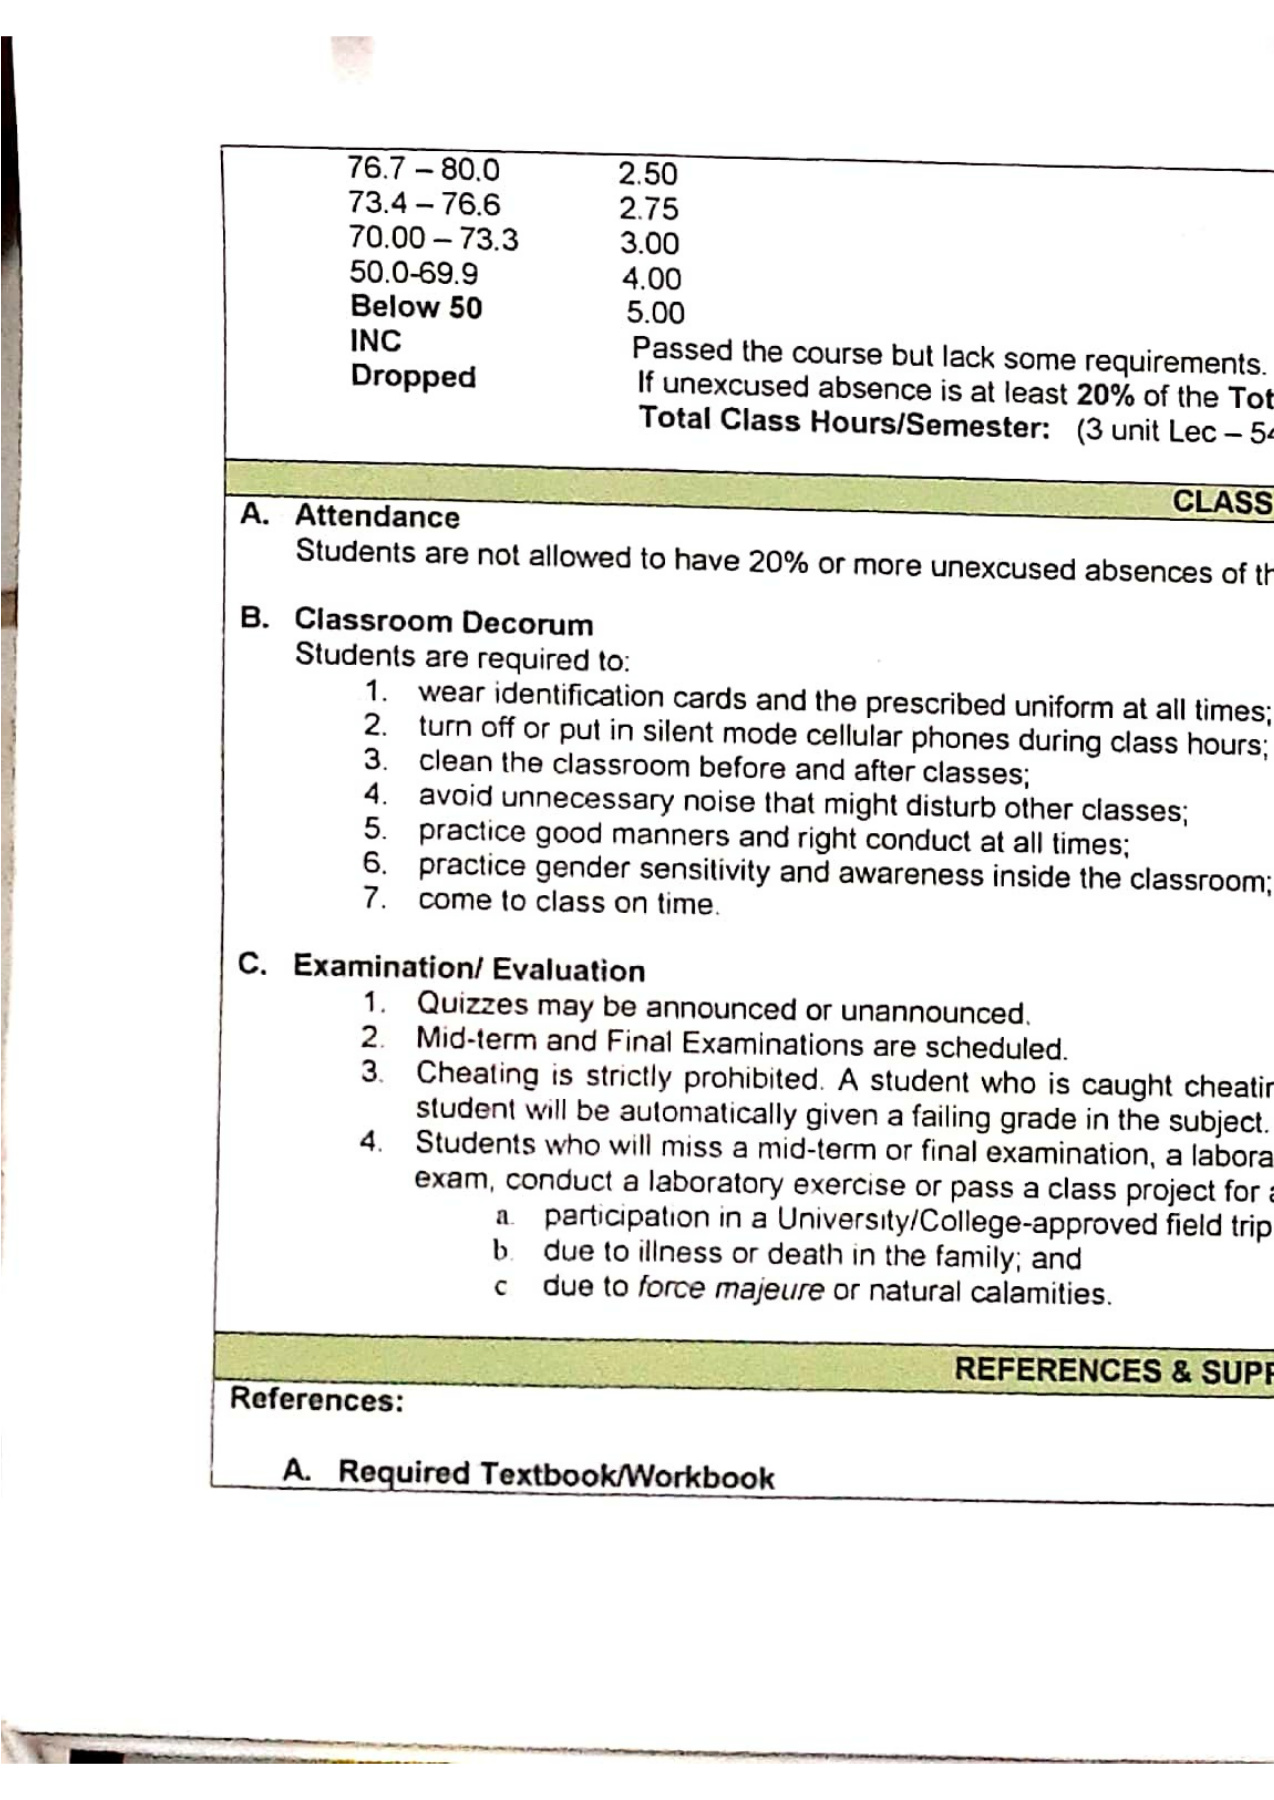 76.7 – 80.0 2.50
73.4 – 76.6 2.75
70.00 – 73.3 3.00
50.0-69.9 4.00
Below 50 5.00
INC Passed the course but lack some requirements.
Dropped If unexcused absence is at least 20% of the Tot
Total Class Hours/Semester: (3 unit Lec – 54
CLASS
A. Attendance
Students are not allowed to have 20% or more unexcused absences of th
B. Classroom Decorum
Students are required to:
1. wear identification cards and the prescribed uniform at all times;
2. turn off or put in silent mode cellular phones during class hours;
3. clean the classroom before and after classes;
4. avoid unnecessary noise that might disturb other classes;
5. practice good manners and right conduct at all times;
6. practice gender sensitivity and awareness inside the classroom;
7. come to class on time.
C. Examination/ Evaluation
1. Quizzes may be announced or unannounced.
2. Mid-term and Final Examinations are scheduled.
3. Cheating is strictly prohibited. A student who is caught cheatin
student will be automatically given a failing grade in the subject.
4. Students who will miss a mid-term or final examination, a labora
exam, conduct a laboratory exercise or pass a class project for a
a. participation in a University/College-approved field trip
b. due to illness or death in the family; and
c due to force majeure or natural calamities.
REFERENCES & SUPP
References:
A. Required Textbook/Workbook